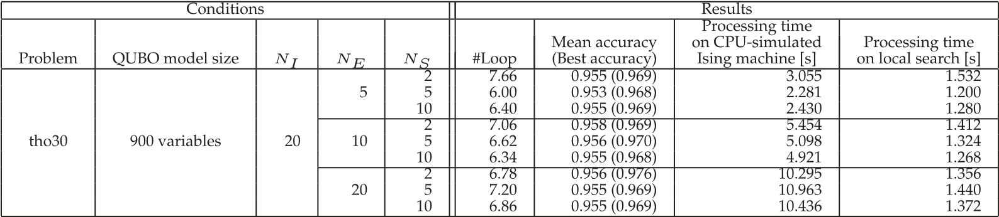 Conditions Results
Problem QUBO model size N_I N_E N_S #Loop Mean accuracy (Best accuracy) Processing time on CPU-simulated Ising machine [s] Processing time on local search [s]
2 7.66 0.955 (0.969) 3.055 1.532
5 5 6.00 0.953 (0.968) 2.281 1.200
10 6.40 0.955 (0.969) 2.430 1.280
2 7.06 0.958 (0.969) 5.454 1.412
tho30 900 variables 20 10 5 6.62 0.956 (0.970) 5.098 1.324
10 6.34 0.955 (0.968) 4.921 1.268
2 6.78 0.956 (0.976) 10.295 1.356
20 5 7.20 0.955 (0.969) 10.963 1.440
10 6.86 0.955 (0.969) 10.436 1.372